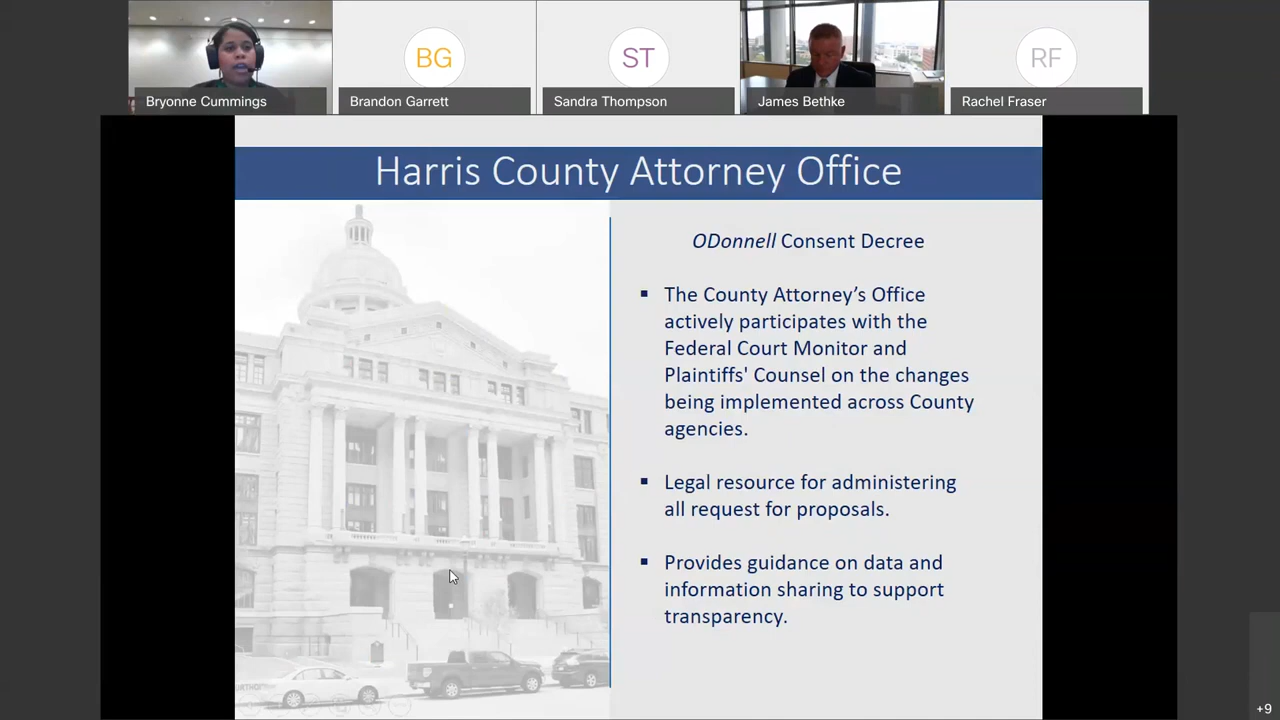 BG
ST
RF
Bryonne Cummings
Brandon Garrett
Sandra Thompson
James Bethke
Rachel Fraser
Harris County Attorney Office
ODonnell Consent Decree
▪ The County Attorney’s Office
actively participates with the
Federal Court Monitor and
Plaintiffs' Counsel on the changes
being implemented across County
agencies.
▪ Legal resource for administering
all request for proposals.
▪ Provides guidance on data and
information sharing to support
transparency.
+9